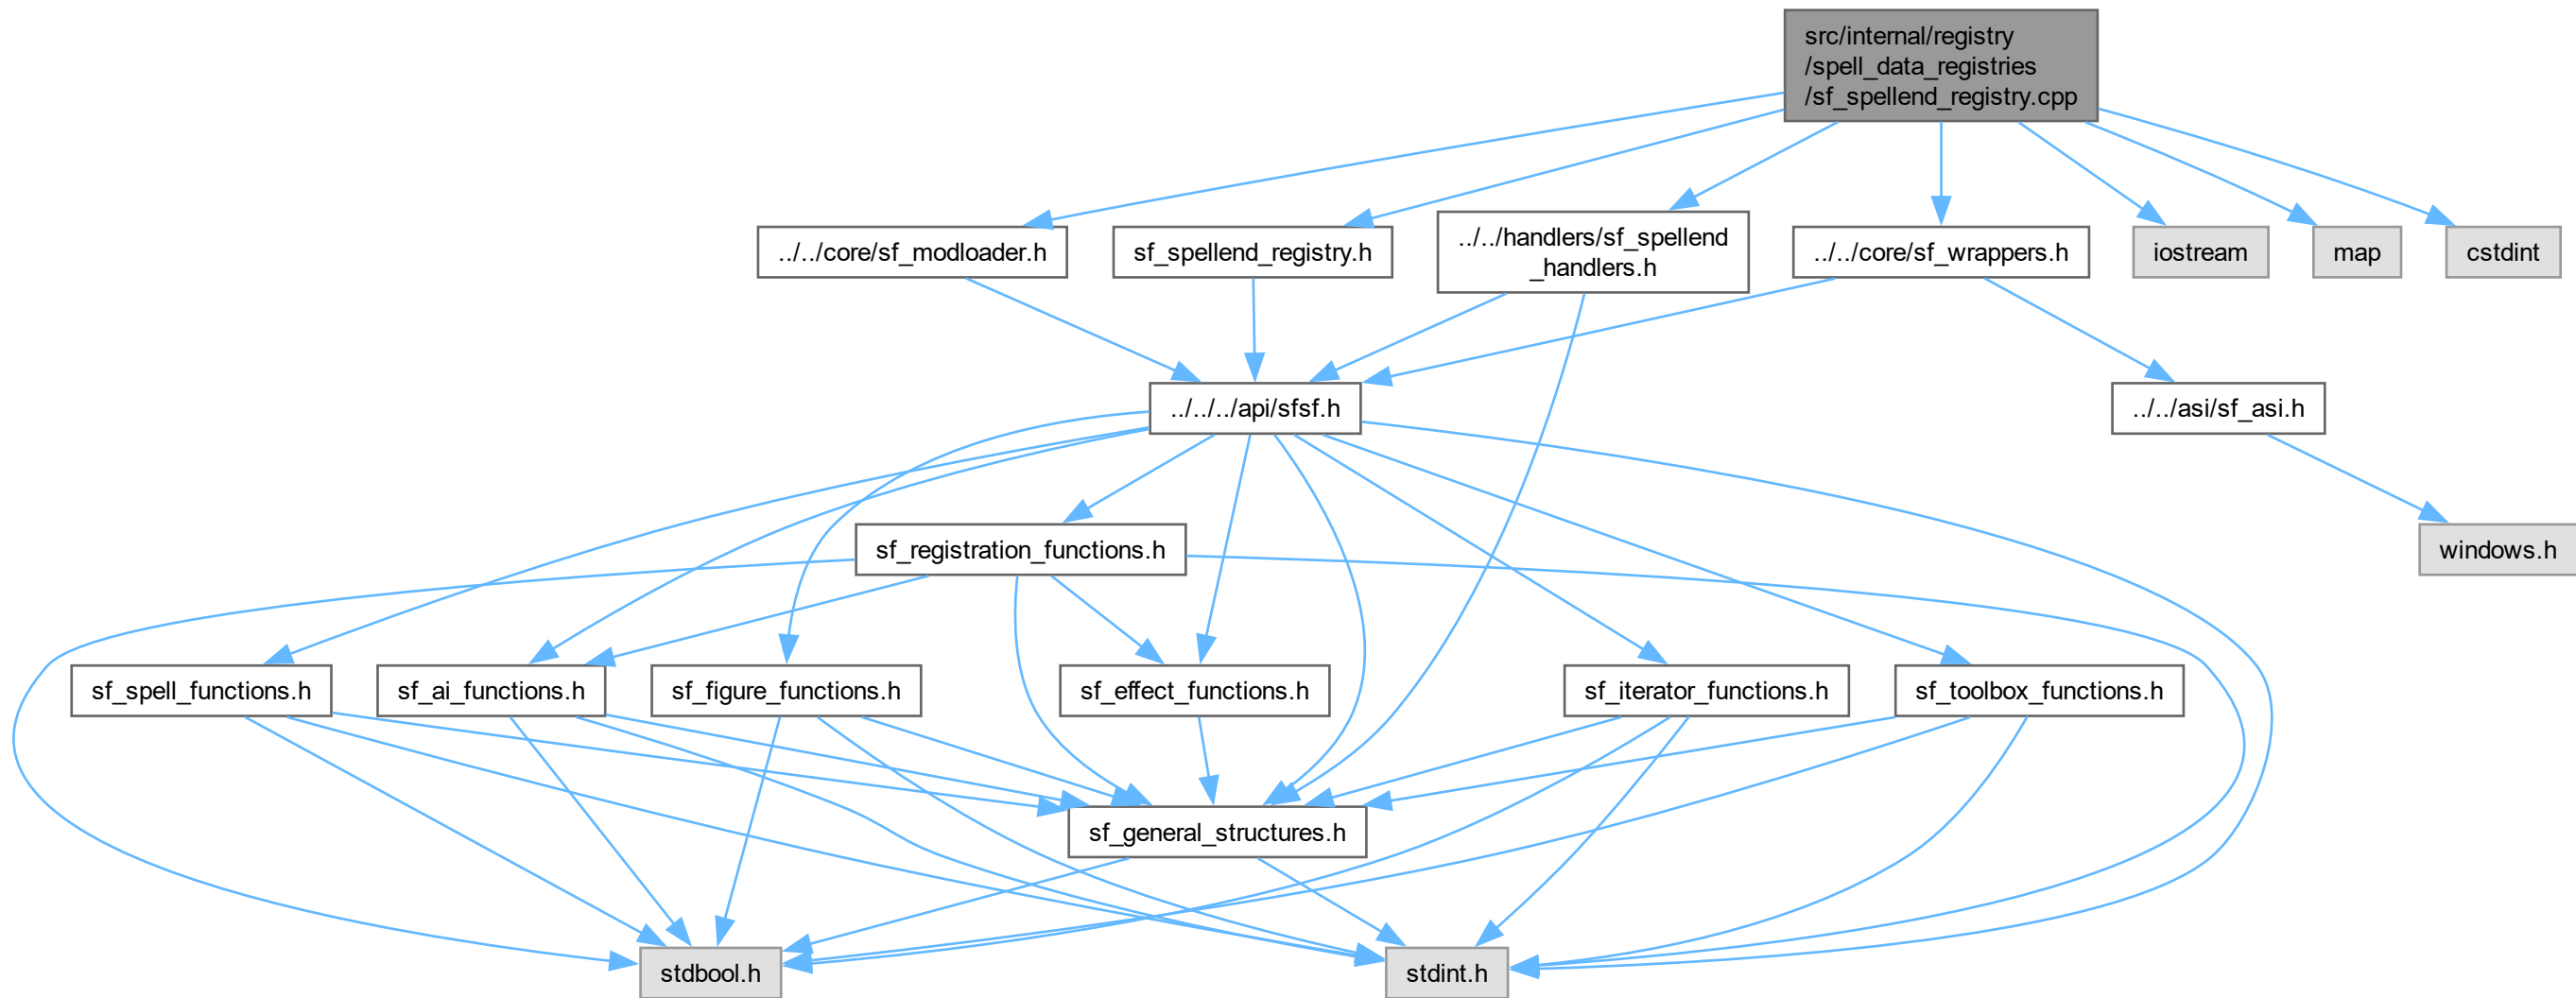 src/internal/registry
/spell_data_registries
/sf_spellend_registry.cpp
../../core/sf_modloader.h
sf_spellend_registry.h
../../handlers/sf_spellend
_handlers.h
../../core/sf_wrappers.h
iostream
map
cstdint
../../../api/sfsf.h
../../asi/sf_asi.h
sf_registration_functions.h
windows.h
sf_spell_functions.h
sf_ai_functions.h
sf_figure_functions.h
sf_effect_functions.h
sf_iterator_functions.h
sf_toolbox_functions.h
sf_general_structures.h
stdbool.h
stdint.h